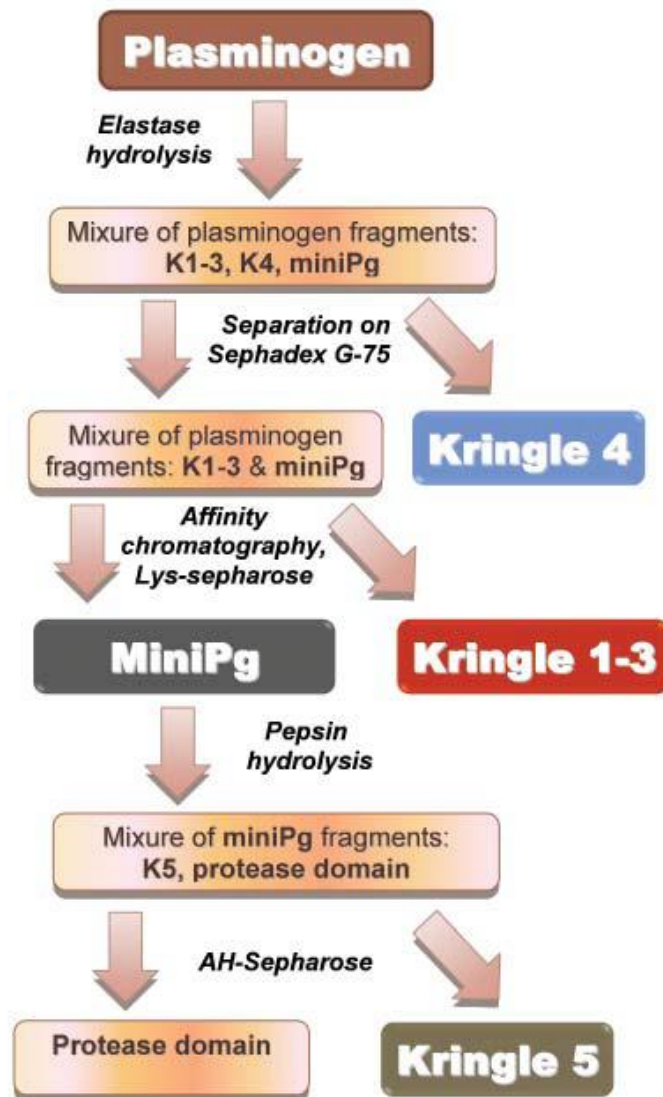 Plasminogen
Elastase
hydrolysis
Mixure of plasminogen fragments:
K1-3, K4, miniPg
Separation on
Sephadex G-75
Mixure of plasminogen
fragments: K1-3 & miniPg
Kringle 4
Affinity
chromatography,
Lys-sepharose
MiniPg
Kringle 1-3
Pepsin
hydrolysis
Mixure of miniPg fragments:
K5, protease domain
AH-Sepharose
Protease domain
Kringle 5